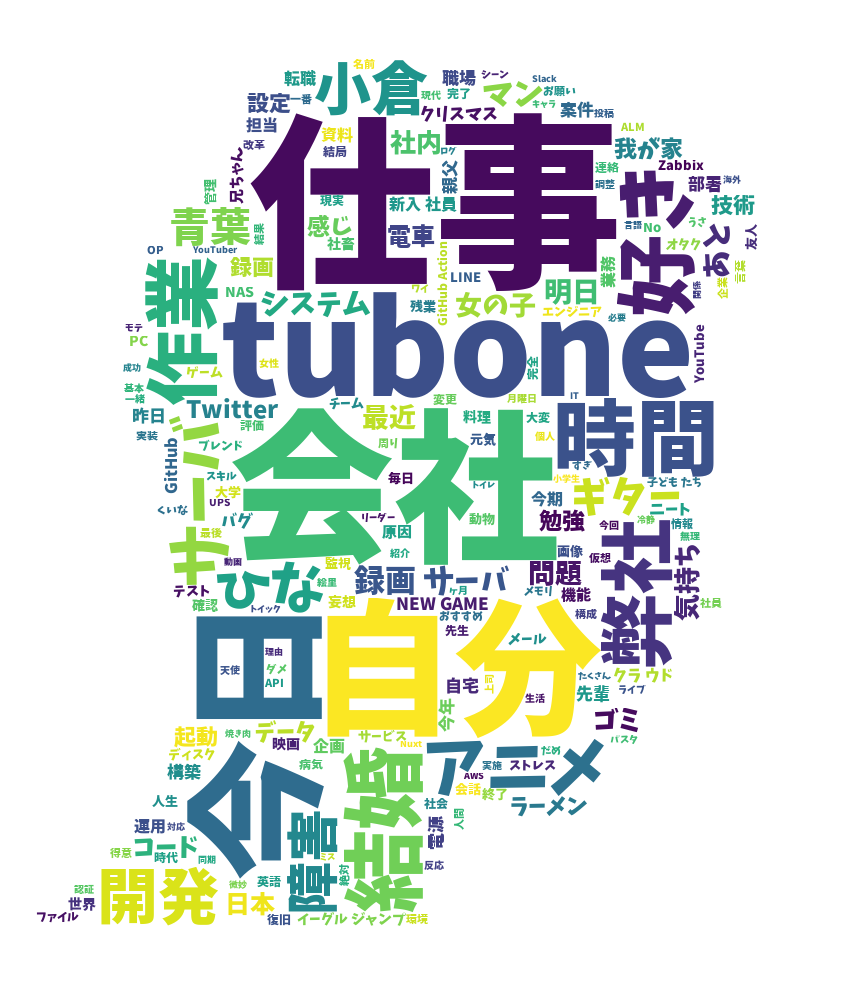 名前
シーン
Slack
転職
小倉
職場
マン
お願い
現代
完了
キャラ
設定
一番
クリスマス
案件
投稿
担当
資料
社内
ALM
改革
結局
ログ
我が家
兄ちゃん
仕事
親父
連絡
Zabbix
管理
現実
新入 社員
調整
好き
部署
海外
青葉
結果
感じ
社畜
電車
言語
No
うさ
技術
OP
YouTuber
オタク
あと
友人
録画
GitHub Action
LINE
業務
関係
企業
言葉
作業
NAS
システム
ワイ
残業
女の子
明日
エンジニア
必要
モテ
PC
tubone
YouTube
成功
ゲーム
女性
完全
基本
一緒
チーム
変更
月曜日
IT
昨日
Twitter
最近
料理
大変
時間
実装
評価
周り
元気
個人
サーバ
GitHub
ブレンド
会社
すぎ
スキル
毎日
トイレ
小学生
子ども たち
大学
ギター
くいな
UPS
リーダー
今期
ニート
バグ
原因
動物
勉強
今回
冷静
情報
最後
無理
動画
監視
紹介
画像
仮想
弊社
気持ち
テスト
ひな
絵里
録画 サーバ
問題
ヶ月
メモリ
機能
確認
トイック
妄想
NEW GAME
おすすめ
構成
社員
日
自分
先生
メール
理由
天使
ダメ
API
自宅
上司
生活
たくさん
クラ ウド
先輩
ライブ
今年
ゴミ
起動
焼き肉
データ
サービス
Nuxt
バスタ
ディスク
映画
企画
アニメ
だめ
構築
今
病気
結婚
AWS
実施
ストレス
人生
会話
終了
社会
ラーメン
運用
対応
障害
電源
人間
コード
得意
時代
同期
ミス
反応
認証
微妙
英語
絶対
世界
開発
日本
ファイル
復旧
イーグル ジャンプ
環境